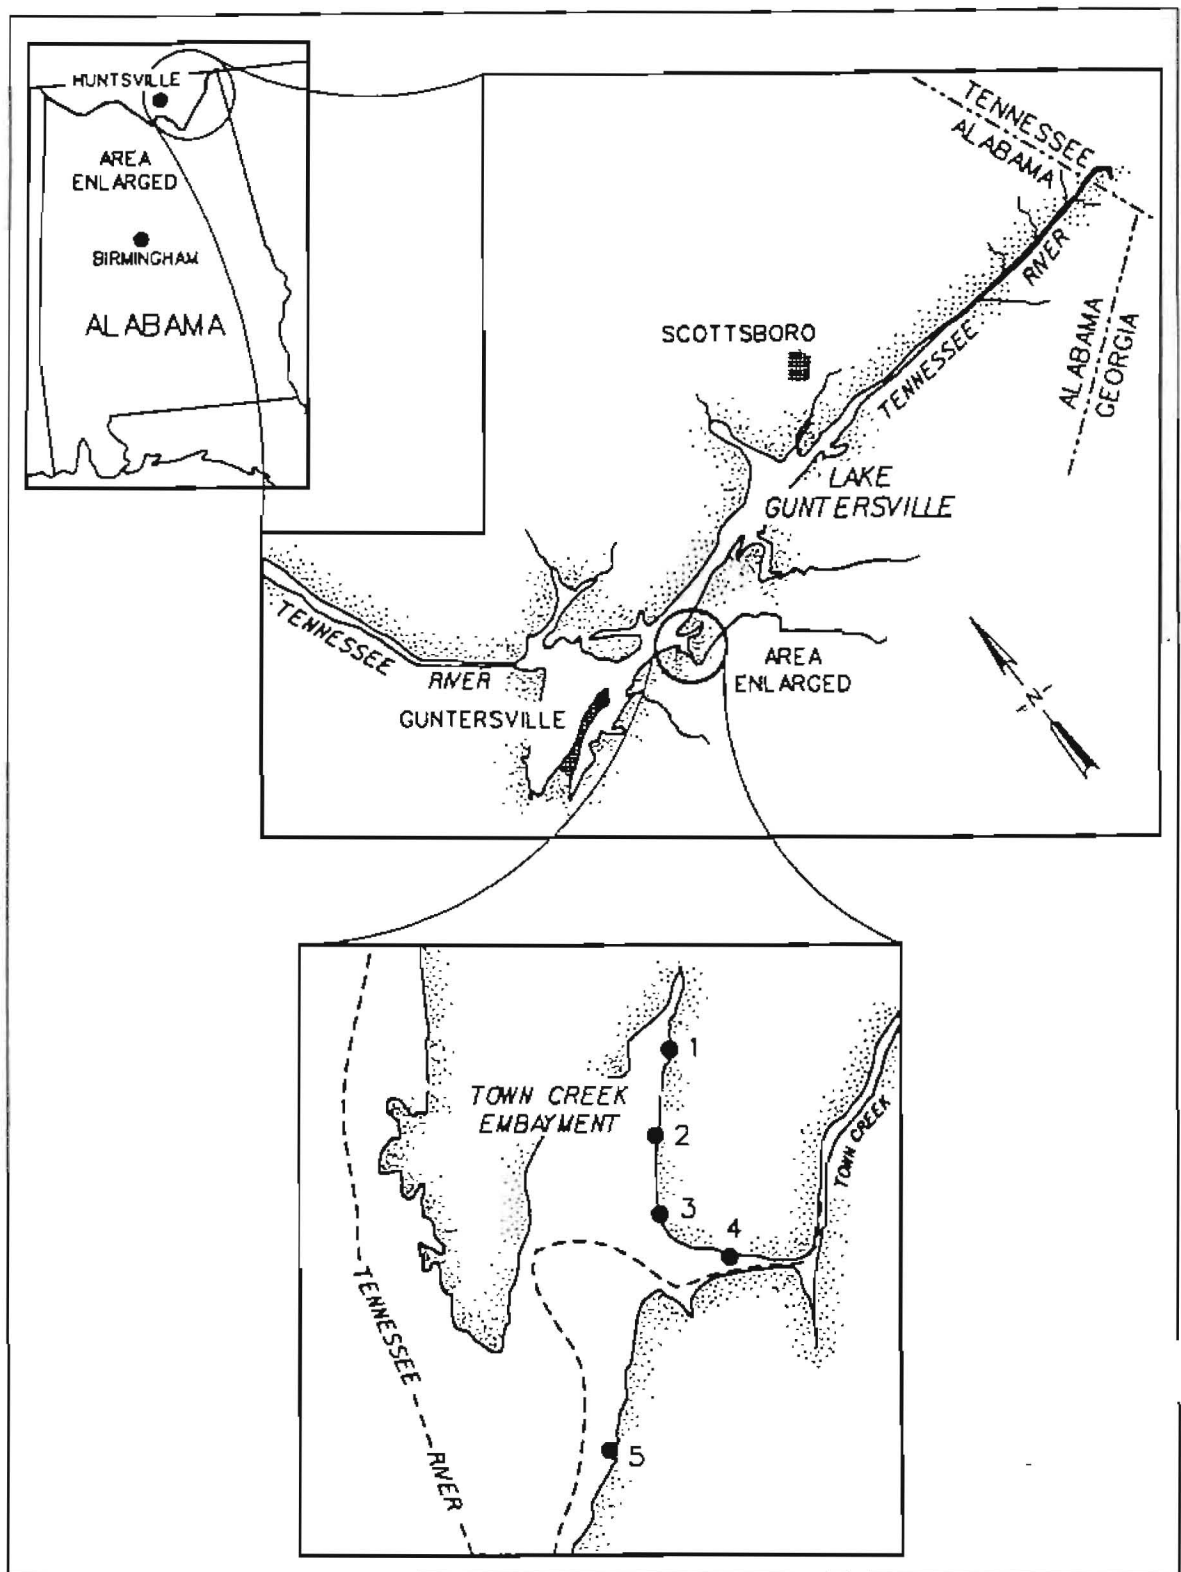 HUNTSVILLE
AREA
ENLARGED
BIRMINGHAM
ALABAMA
TENNESSEE
ALABAMA
RIVER
TENNESSEE
ALABAMA
GEORGIA
SCOTTSBORO
LAKE
GUNTERSVILLE
TENNESSEE
RIVER
GUNTERSVILLE
AREA
ENLARGED
N
1
TOWN CREEK
EMBAYMENT
2
3
4
TOWN CREEK
TENNESSEE
RIVER
5